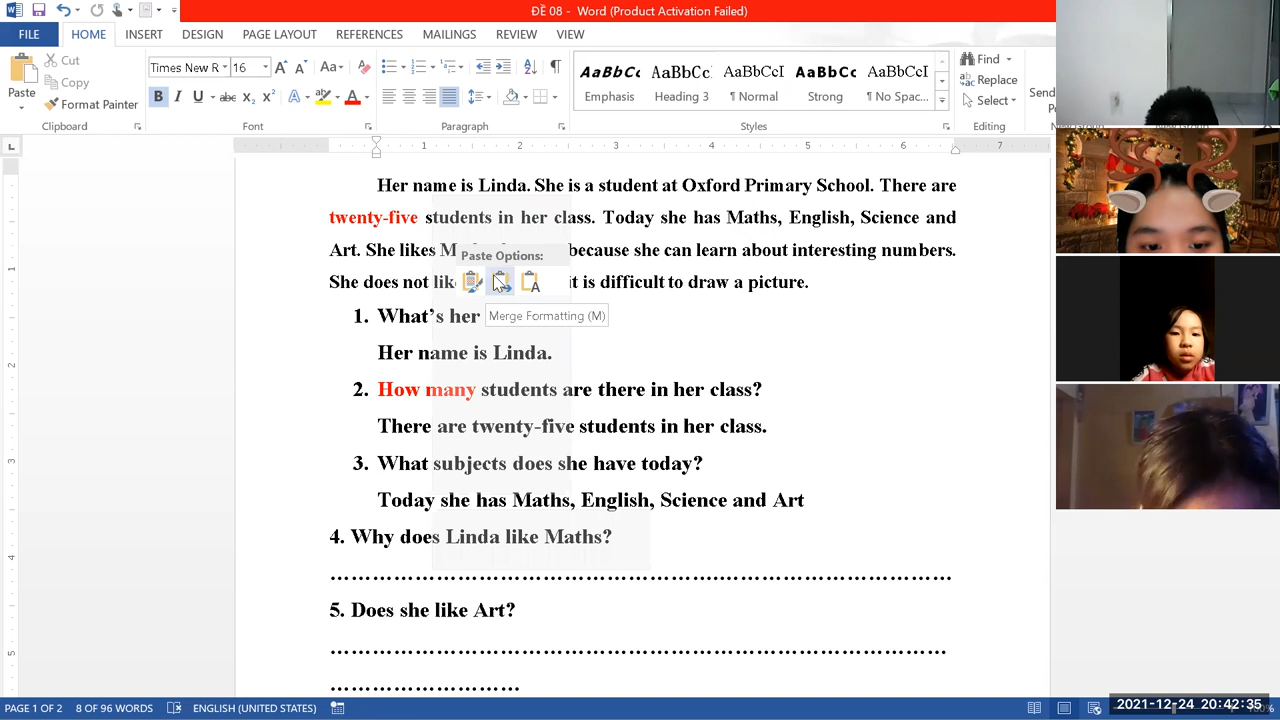 ĐỀ 08 - Word (Product Activation Failed)
FILE HOME INSERT DESIGN PAGE LAYOUT REFERENCES MAILINGS REVIEW VIEW
Paste
Cut
Copy
Format Painter
Clipboard
Times New R 16
Font
Paragraph
AaBbCc AaBbCc AaBbCcI AaBbCc AaBbCcI
Emphasis Heading 3 ¶ Normal Strong ¶ No Spac...
Styles
Find
Replace
Select
Editing
Send
1 2 3 4 5 6 7
Her name is Linda. She is a student at Oxford Primary School. There are
twenty-five students in her class. Today she has Maths, English, Science and
Art. She likes because she can learn about interesting numbers.
She does not it is difficult to draw a picture.
Paste Options:
Merge Formatting (M)
1. What's her
Her name is Linda.
2. How many students are there in her class?
There are twenty-five students in her class.
3. What subjects does she have today?
Today she has Maths, English, Science and Art
4. Why does Linda like Maths?
……………………………………………………………………………
5. Does she like Art?
……………………………………………………………………………
………………………
PAGE 1 OF 2 8 OF 96 WORDS ENGLISH (UNITED STATES)
2021-12-24 20:42:35